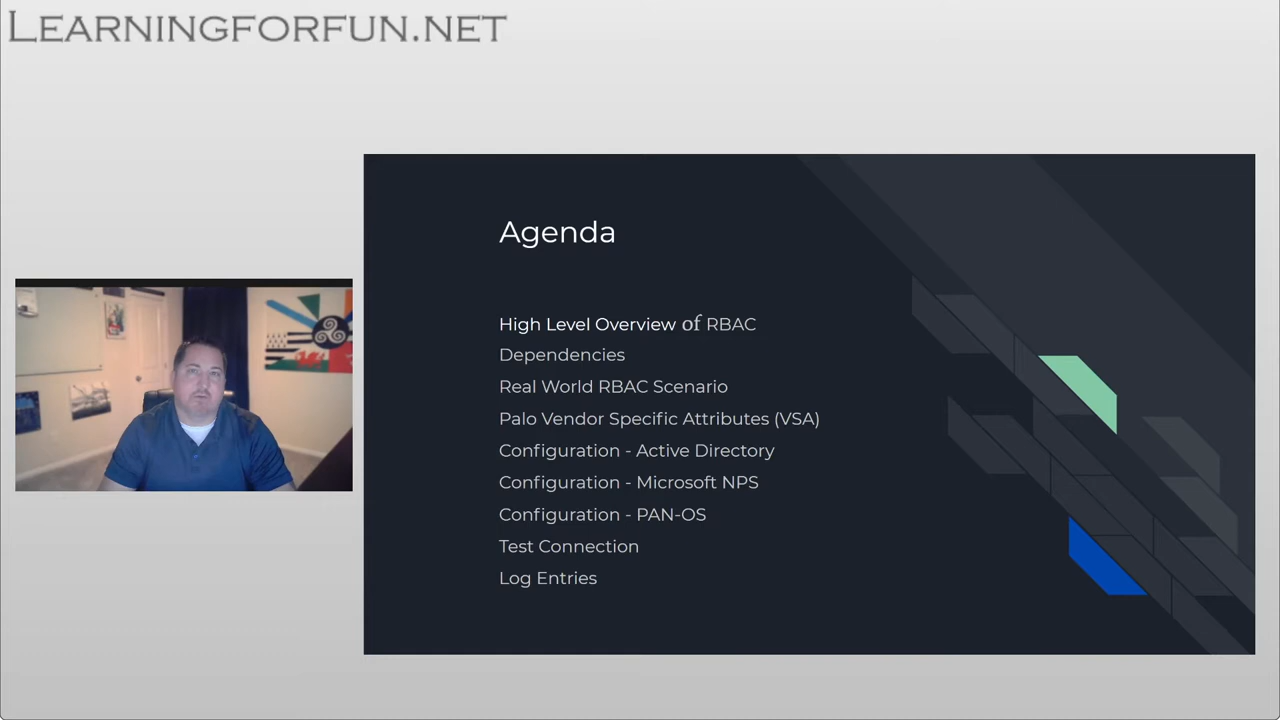 LEARNINGFORFUN.NET
Agenda
High Level Overview of RBAC
Dependencies
Real World RBAC Scenario
Palo Vendor Specific Attributes (VSA)
Configuration - Active Directory
Configuration - Microsoft NPS
Configuration - PAN-OS
Test Connection
Log Entries